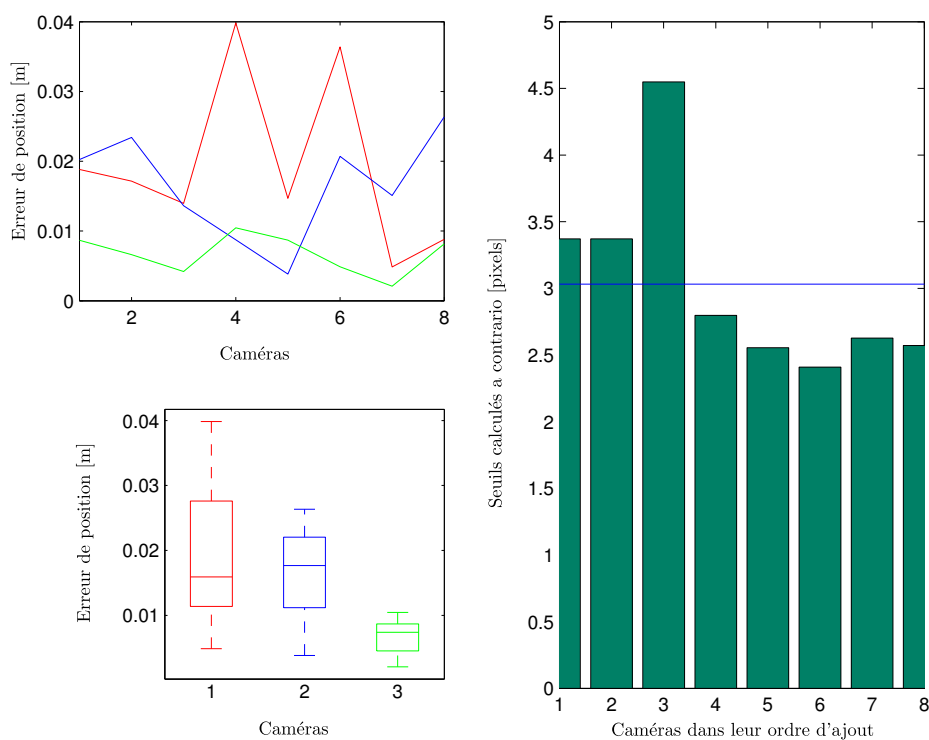 0.04
0.03
0.02
0.01
0
Erreur de position [m]
2 4 6 8
Caméras
0.04
0.03
0.02
0.01
Erreur de position [m]
1 2 3
Caméras
5
4.5
4
3.5
3
2.5
2
1.5
1
0.5
0
Seuils calculés a contrario [pixels]
1 2 3 4 5 6 7 8
Caméras dans leur ordre d'ajout